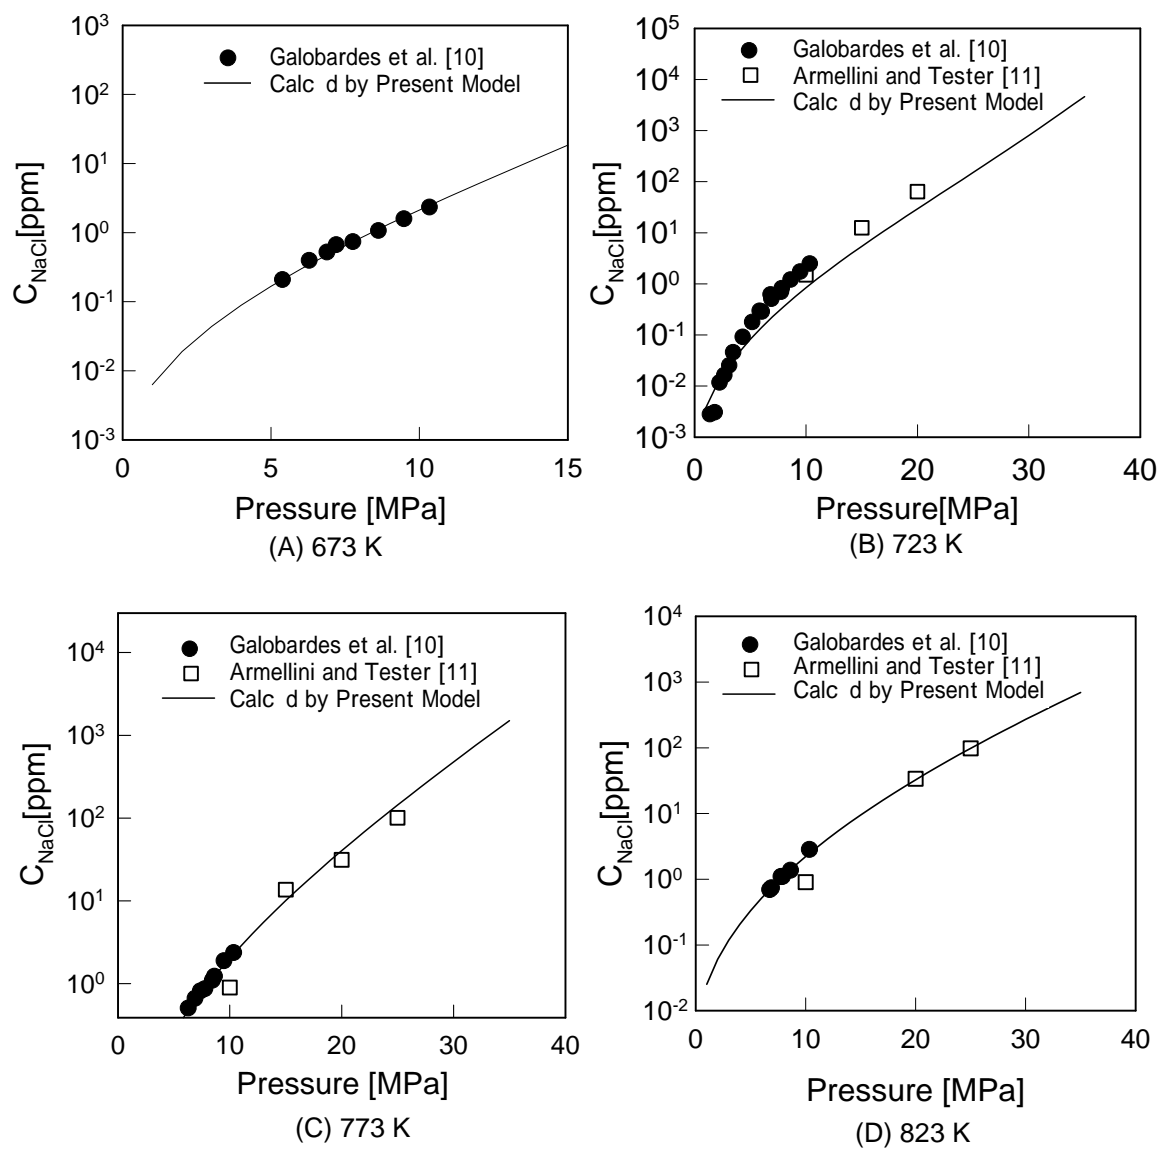 10³
10²
10¹
10⁰
10⁻¹
10⁻²
10⁻³
C_NaCl[ppm]
Galobardes et al. [10]
Calc d by Present Model
0 5 10 15
Pressure [MPa]
(A) 673 K
10⁵
10⁴
10³
10²
10¹
10⁰
10⁻¹
10⁻²
10⁻³
C_NaCl[ppm]
Galobardes et al. [10]
Armellini and Tester [11]
Calc d by Present Model
0 10 20 30 40
Pressure[MPa]
(B) 723 K
10⁴
10³
10²
10¹
10⁰
C_NaCl[ppm]
Galobardes et al. [10]
Armellini and Tester [11]
Calc d by Present Model
0 10 20 30 40
Pressure [MPa]
(C) 773 K
10⁴
10³
10²
10¹
10⁰
10⁻¹
10⁻²
C_NaCl[ppm]
Galobardes et al. [10]
Armellini and Tester [11]
Calc d by Present Model
0 10 20 30 40
Pressure [MPa]
(D) 823 K